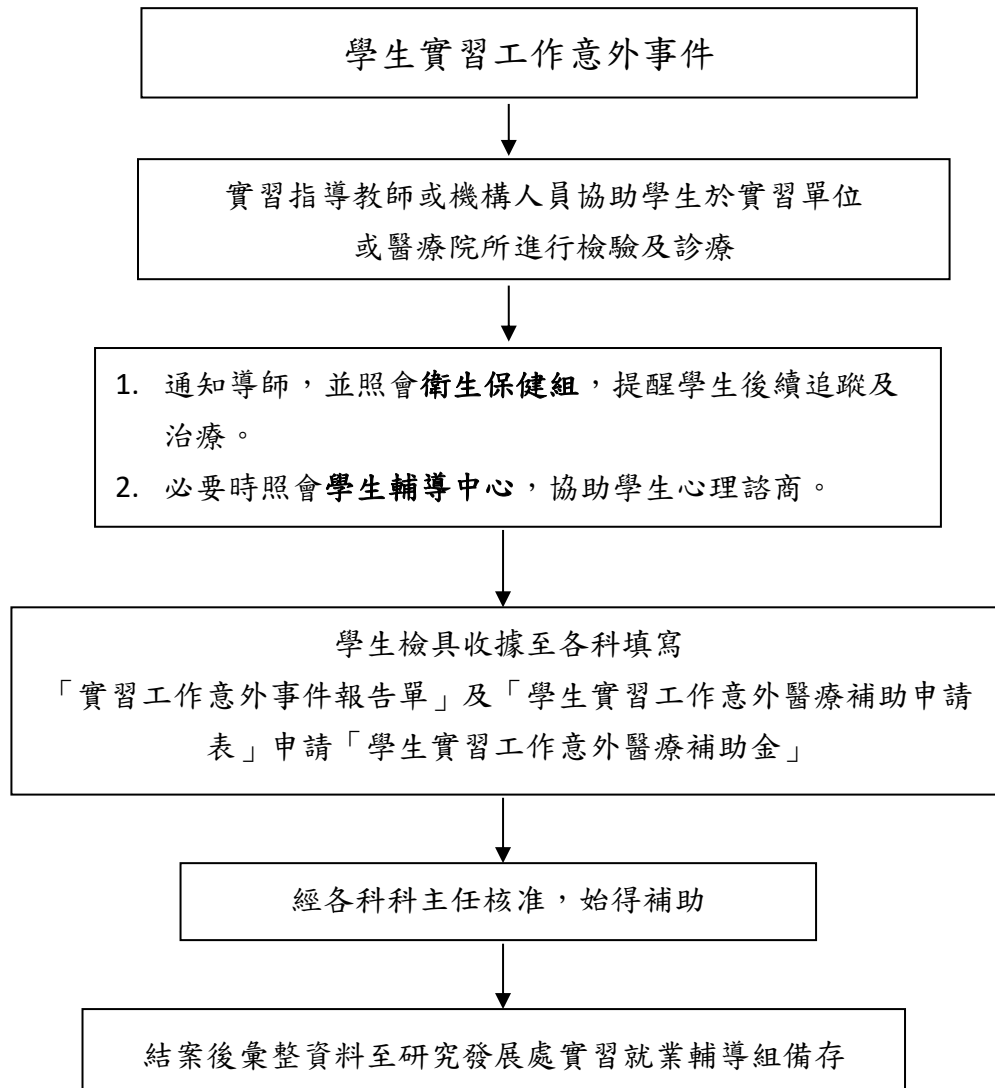 學生實習工作意外事件
實習指導教師或機構人員協助學生於實習單位
或醫療院所進行檢驗及診療
1. 通知導師，並照會衛生保健組，提醒學生後續追蹤及
治療。
2. 必要時照會學生輔導中心，協助學生心理諮商。
學生檢具收據至各科填寫
「實習工作意外事件報告單」及「學生實習工作意外醫療補助申請
表」申請「學生實習工作意外醫療補助金」
經各科科主任核准，始得補助
結案後彙整資料至研究發展處實習就業輔導組備存